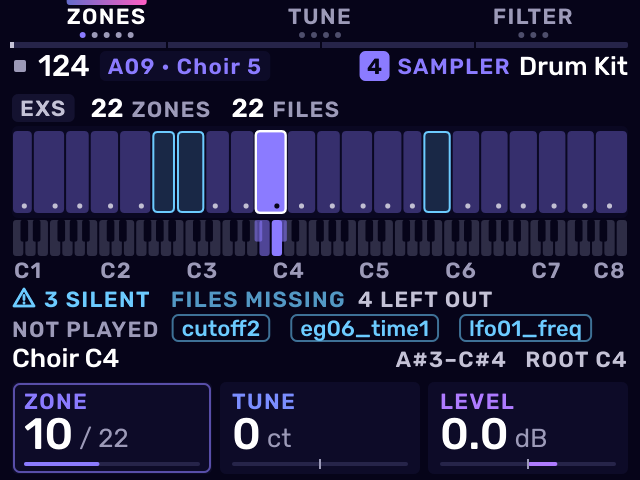 ZONES TUNE FILTER
124 A09 · Choir 5 4 SAMPLER Drum Kit
EXS 22 ZONES 22 FILES
C1 C2 C3 C4 C5 C6 C7 C8
3 SILENT FILES MISSING 4 LEFT OUT
NOT PLAYED cutoff2 eg06_time1 lfo01_freq
Choir C4 A#3–C#4 ROOT C4
ZONE TUNE LEVEL
10 / 22 0 ct 0.0 dB